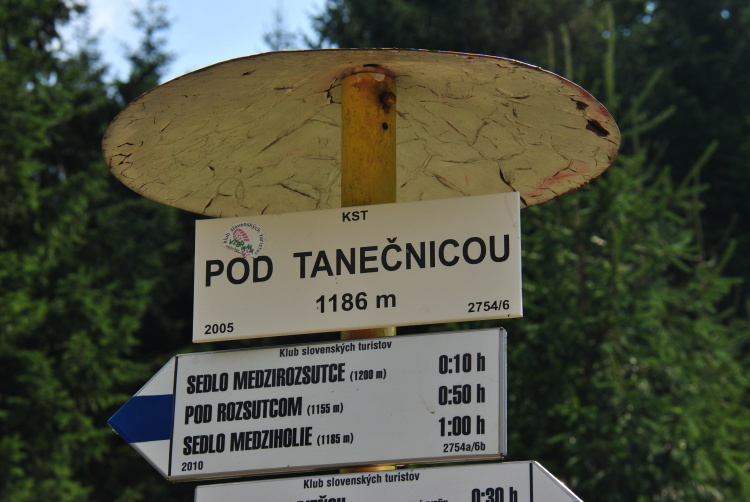 KST
POD TANEČNICOU
1186 m
2005 2754/6
Klub slovenských turistov
SEDLO MEDZIROZSUTCE (1200 m) 0:10 h
POD ROZSUTCOM (1155 m) 0:50 h
SEDLO MEDZIHOLIE (1185 m) 1:00 h
2010 2754a/6b
Klub slovenských turistov
0:30 h